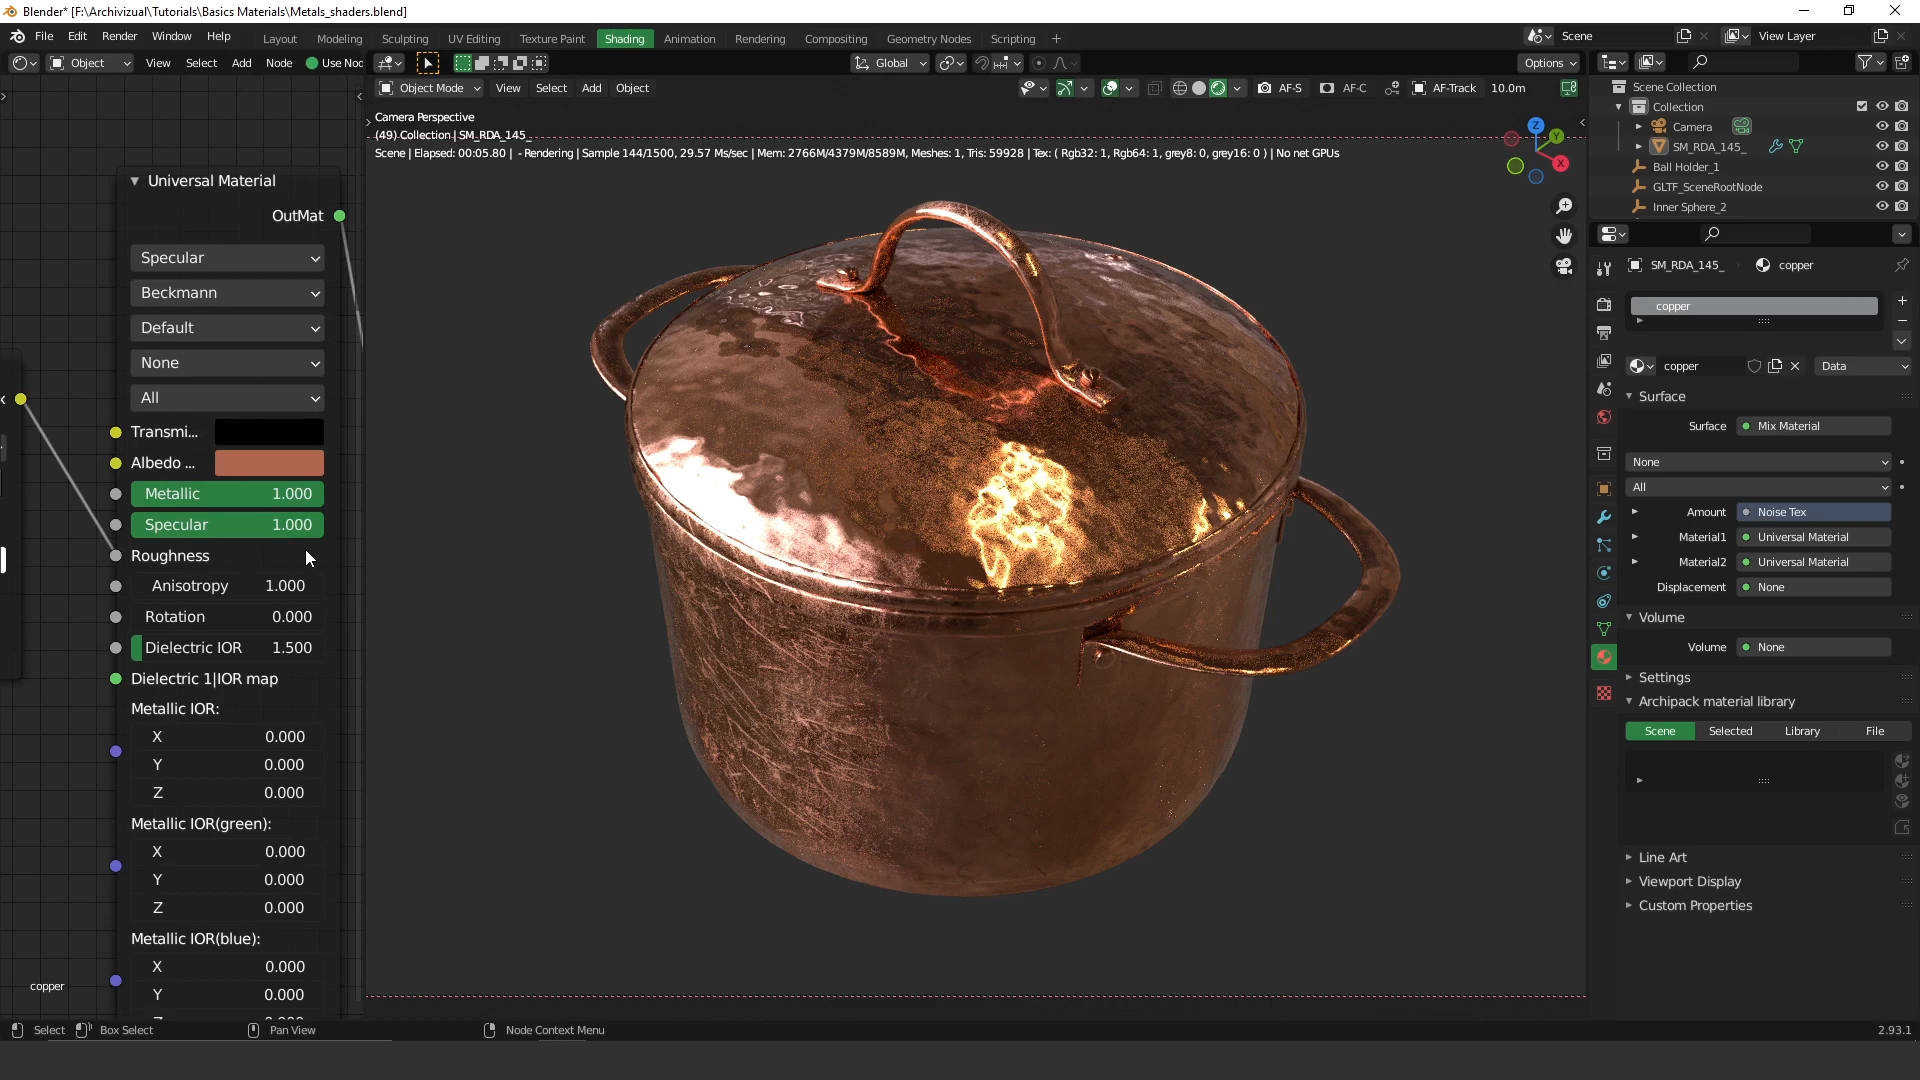 Blender* [F:\Archivizual\Tutorials\Basics Materials\Metals_shaders.blend]
File Edit Render Window Help Layout Modeling Sculpting UV Editing Texture Paint Shading Animation Rendering Compositing Geometry Nodes Scripting + Scene View Layer
Object View Select Add Node Use Noc Global Options
Object Mode View Select Add Object AF-S AF-C AF-Track 10.0m
Camera Perspective
(49) Collection | SM_RDA_145_
Scene | Elapsed: 00:05.80 | - Rendering | Sample 144/1500, 29.57 Ms/sec | Mem: 2766M/4379M/8589M, Meshes: 1, Tris: 59928 | Tex: ( Rgb32: 1, Rgb64: 1, grey8: 0, grey16: 0 ) | No net GPUs
Z
Y
X
Universal Material
OutMat
Specular
Beckmann
Default
None
All
Transmi...
Albedo ...
Metallic 1.000
Specular 1.000
Roughness
Anisotropy 1.000
Rotation 0.000
Dielectric IOR 1.500
Dielectric 1|IOR map
Metallic IOR:
X 0.000
Y 0.000
Z 0.000
Metallic IOR(green):
X 0.000
Y 0.000
Z 0.000
Metallic IOR(blue):
X 0.000
Y 0.000
copper
Scene Collection
Collection
Camera
SM_RDA_145_
Ball Holder_1
GLTF_SceneRootNode
Inner Sphere_2
SM_RDA_145_ copper
copper
copper Data
Surface
Surface Mix Material
None
All
Amount Noise Tex
Material1 Universal Material
Material2 Universal Material
Displacement None
Volume
Volume None
Settings
Archipack material library
Scene Selected Library File
Line Art
Viewport Display
Custom Properties
Select Box Select Pan View Node Context Menu 2.93.1